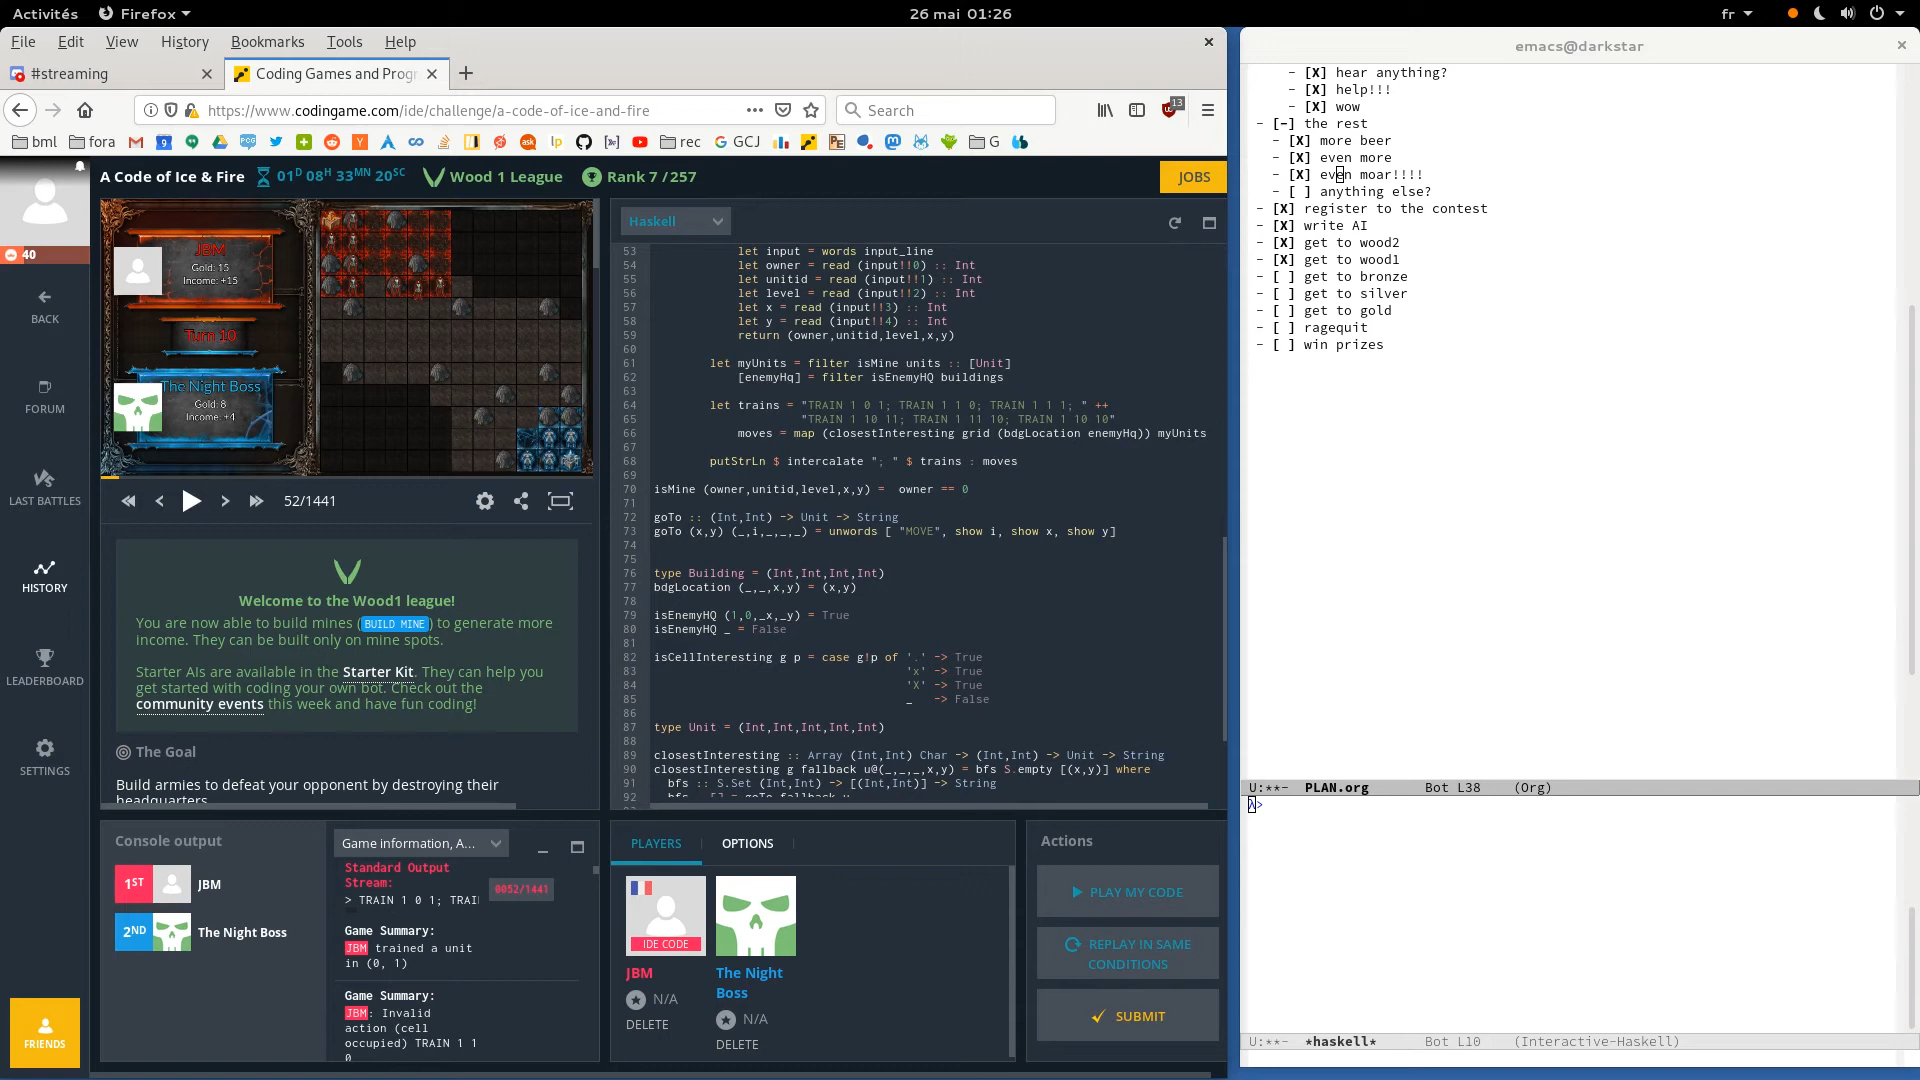 Activités Firefox 26 mai 01:26 fr
File Edit View History Bookmarks Tools Help
#streaming Coding Games and Prog
https://www.codingame.com/ide/challenge/a-code-of-ice-and-fire Search 13
bml fora rec GCJ G
A Code of Ice & Fire 01D 08H 33MN 20SC Wood 1 League Rank 7 / 257 JOBS
40
BACK
FORUM
LAST BATTLES
HISTORY
LEADERBOARD
SETTINGS
FRIENDS
JBM
Gold: 15
Income: +15
Turn 10
The Night Boss
Gold: 8
Income: +4
52/1441
Welcome to the Wood1 league!
You are now able to build mines (BUILD MINE) to generate more
income. They can be built only on mine spots.
Starter AIs are available in the Starter Kit. They can help you
get started with coding your own bot. Check out the
community events this week and have fun coding!
The Goal
Build armies to defeat your opponent by destroying their
headquarters
Haskell
53 let input = words input_line
54 let owner = read (input!!0) :: Int
55 let unitid = read (input!!1) :: Int
56 let level = read (input!!2) :: Int
57 let x = read (input!!3) :: Int
58 let y = read (input!!4) :: Int
59 return (owner,unitid,level,x,y)
60
61 let myUnits = filter isMine units :: [Unit]
62 [enemyHq] = filter isEnemyHQ buildings
63
64 let trains = "TRAIN 1 0 1; TRAIN 1 1 0; TRAIN 1 1 1; " ++
65 "TRAIN 1 10 11; TRAIN 1 11 10; TRAIN 1 10 10"
66 moves = map (closestInteresting grid (bdgLocation enemyHq)) myUnits
67
68 putStrLn $ intercalate "; " $ trains : moves
69
70 isMine (owner,unitid,level,x,y) = owner == 0
71
72 goTo :: (Int,Int) -> Unit -> String
73 goTo (x,y) (_,i,_,_,_) = unwords [ "MOVE", show i, show x, show y]
74
75
76 type Building = (Int,Int,Int,Int)
77 bdgLocation (_,_,x,y) = (x,y)
78
79 isEnemyHQ (1,0,_x,_y) = True
80 isEnemyHQ _ = False
81
82 isCellInteresting g p = case g!p of '.' -> True
83 'x' -> True
84 'X' -> True
85 _ -> False
86
87 type Unit = (Int,Int,Int,Int,Int)
88
89 closestInteresting :: Array (Int,Int) Char -> (Int,Int) -> Unit -> String
90 closestInteresting g fallback u@(_,_,_,x,y) = bfs S.empty [(x,y)] where
91 bfs :: S.Set (Int,Int) -> [(Int,Int)] -> String
92 bfs _ [] = goTo fallback u
Console output
1ST JBM
2ND The Night Boss
Game information, A...
Standard Output
Stream:
0052/1441
> TRAIN 1 0 1; TRAI
Game Summary:
JBM trained a unit
in (0, 1)
Game Summary:
JBM: Invalid
action (cell
occupied) TRAIN 1 1
0
PLAYERS OPTIONS
IDE CODE
JBM
N/A
DELETE
The Night
Boss
N/A
DELETE
Actions
PLAY MY CODE
REPLAY IN SAME
CONDITIONS
SUBMIT
emacs@darkstar
- [X] hear anything?
- [X] help!!!
- [X] wow
- [-] the rest
- [X] more beer
- [X] even more
- [X] even moar!!!!
- [ ] anything else?
- [X] register to the contest
- [X] write AI
- [X] get to wood2
- [X] get to wood1
- [ ] get to bronze
- [ ] get to silver
- [ ] get to gold
- [ ] ragequit
- [ ] win prizes
U:**- PLAN.org Bot L38 (Org)
λ>
U:**- *haskell* Bot L10 (Interactive-Haskell)